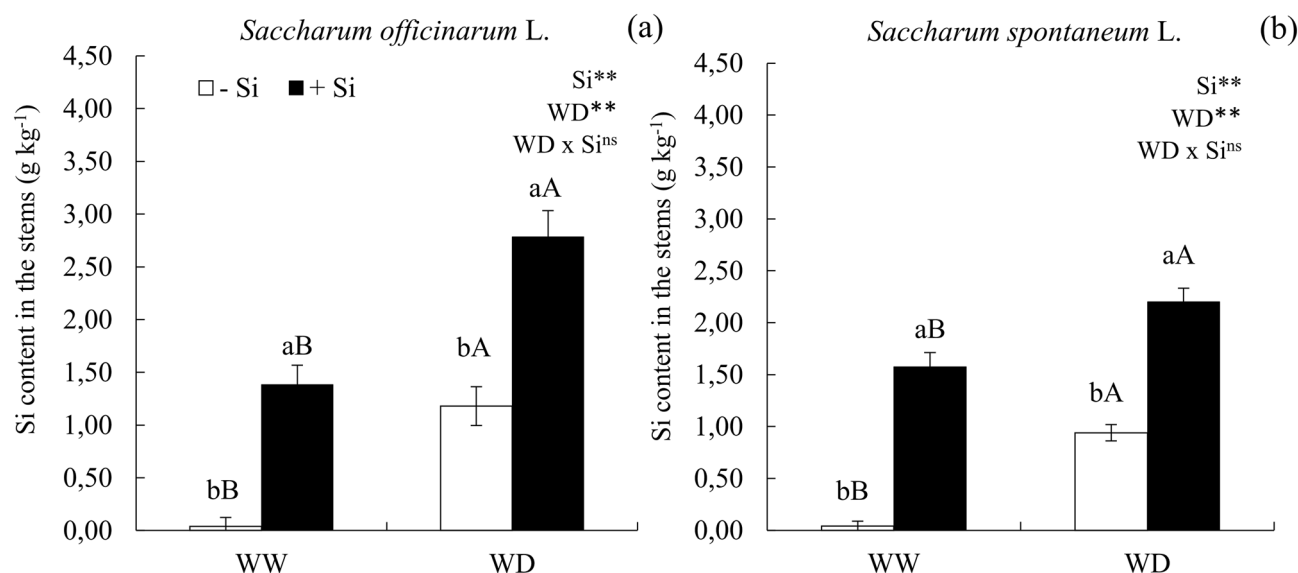 Saccharum officinarum L. (a)
Si content in the stems (g kg-1)
4,50
4,00
3,50
3,00
2,50
2,00
1,50
1,00
0,50
0,00
- Si + Si
Si**
WD**
WD x Sins
bB
aB
bA
aA
WW WD
Saccharum spontaneum L. (b)
Si content in the stems (g kg-1)
4,50
4,00
3,50
3,00
2,50
2,00
1,50
1,00
0,50
0,00
Si**
WD**
WD x Sins
bB
aB
bA
aA
WW WD